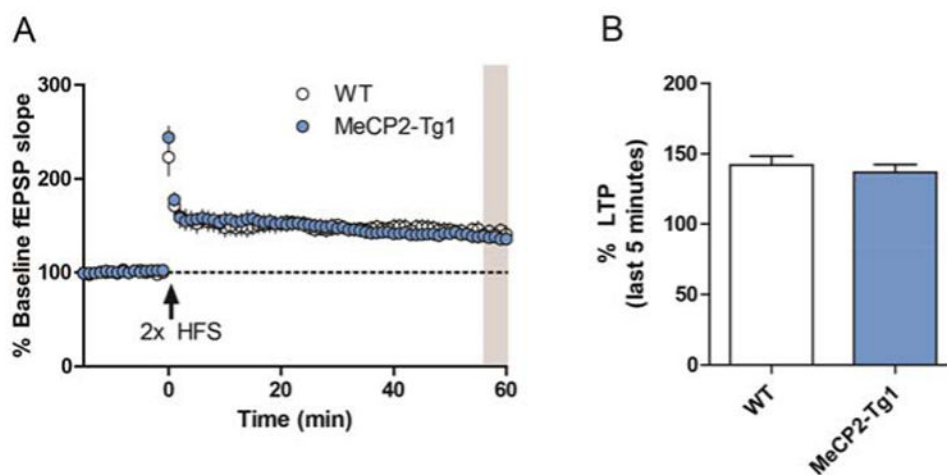 A
% Baseline fEPSP slope
300
200
100
0
WT
MeCP2-Tg1
2x HFS
0
20
40
60
Time (min)
B
% LTP
(last 5 minutes)
200
150
100
50
0
WT
MeCP2-Tg1